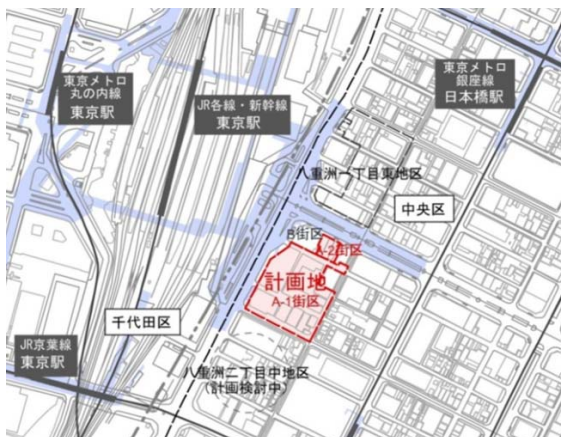 東京メトロ
丸の内線
東京駅
JR各線・新幹線
東京駅
東京メトロ
銀座線
日本橋駅
八重洲一丁目東地区
中央区
B街区
A-2街区
計画地
A-1街区
千代田区
JR京葉線
東京駅
八重洲二丁目中地区
(計画検討中)